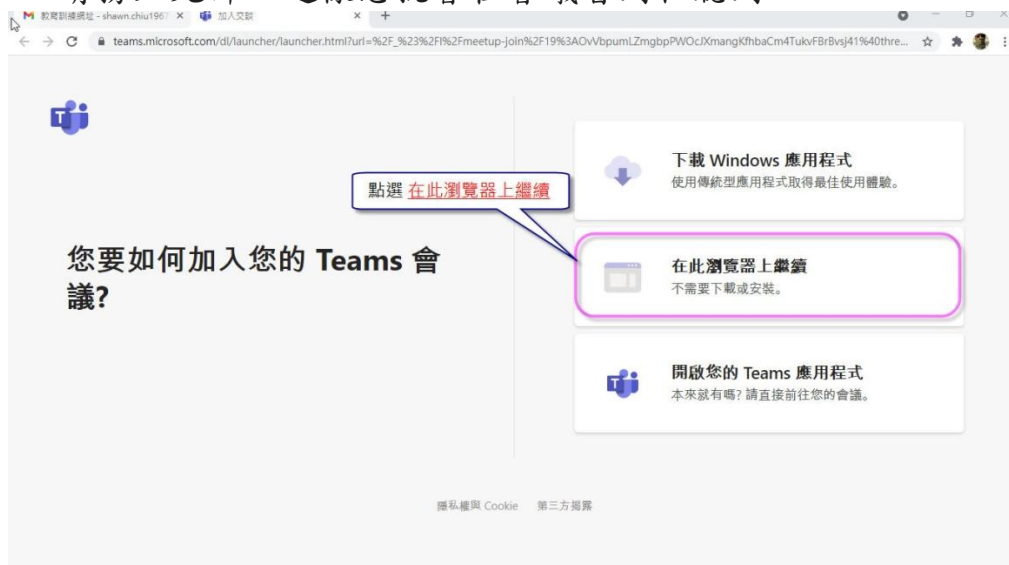 教育訓練網址 - shawn.chiu1967
加入交談
teams.microsoft.com/dl/launcher/launcher.html?url=%2F_%23%2Fl%2Fmeetup-join%2F19%3AOvVbpumLZmgbpPWOcJXmangKfhbaCm4TukvFBrBvsj41%40thre...
下載 Windows 應用程式
使用傳統型應用程式取得最佳使用體驗。
點選 在此瀏覽器上繼續
您要如何加入您的 Teams 會
議?
在此瀏覽器上繼續
不需要下載或安裝。
開啟您的 Teams 應用程式
本來就有嗎? 請直接前往您的會議。
隱私權與 Cookie 第三方揭露